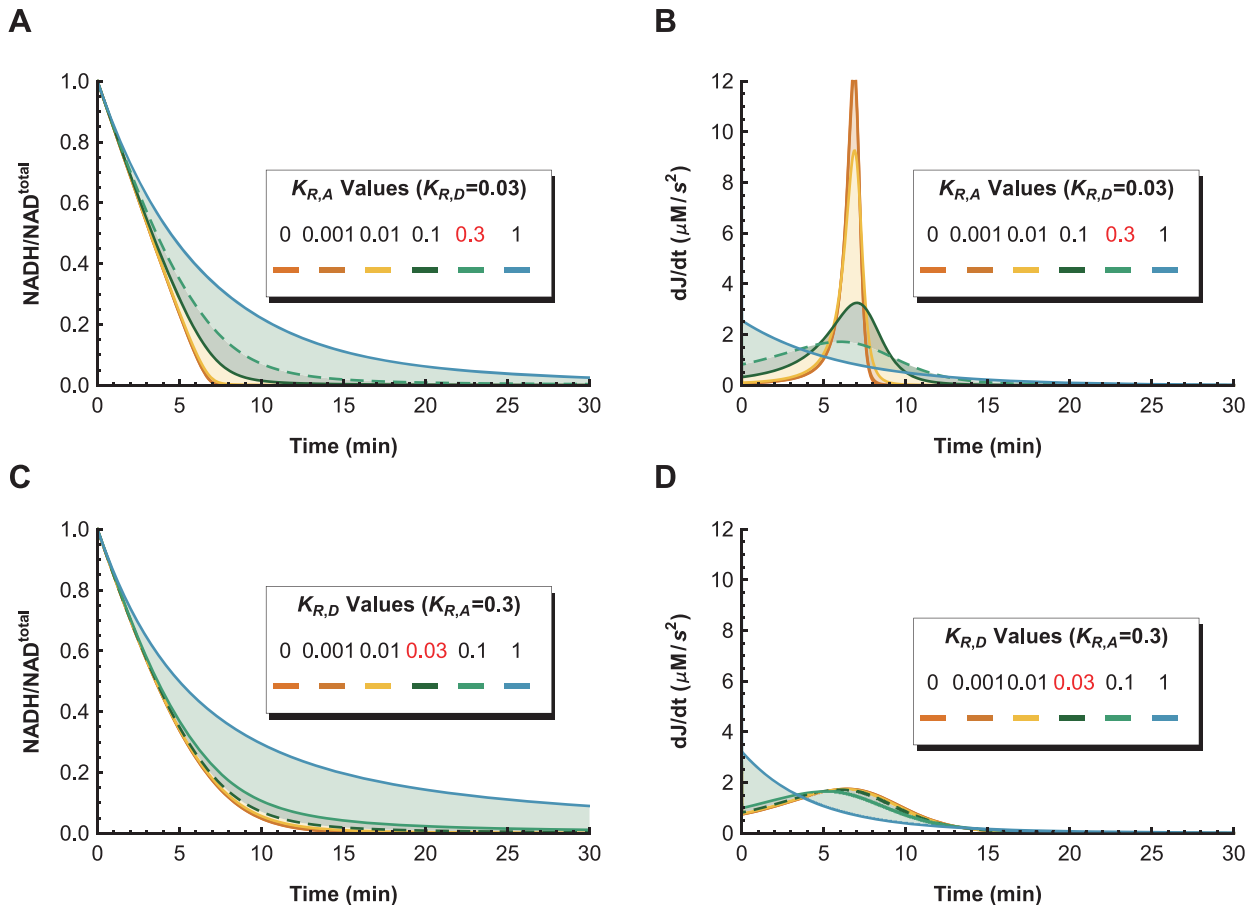 A
NADH/NAD^total
1.0
0.8
0.6
0.4
0.2
0.0
0 5 10 15 20 25 30
Time (min)
K_R,A Values (K_R,D=0.03)
0 0.001 0.01 0.1 0.3 1
B
dJ/dt (μM/s²)
12
10
8
6
4
2
0
0 5 10 15 20 25 30
Time (min)
K_R,A Values (K_R,D=0.03)
0 0.001 0.01 0.1 0.3 1
C
NADH/NAD^total
1.0
0.8
0.6
0.4
0.2
0.0
0 5 10 15 20 25 30
Time (min)
K_R,D Values (K_R,A=0.3)
0 0.001 0.01 0.03 0.1 1
D
dJ/dt (μM/s²)
12
10
8
6
4
2
0
0 5 10 15 20 25 30
Time (min)
K_R,D Values (K_R,A=0.3)
0 0.001 0.01 0.03 0.1 1